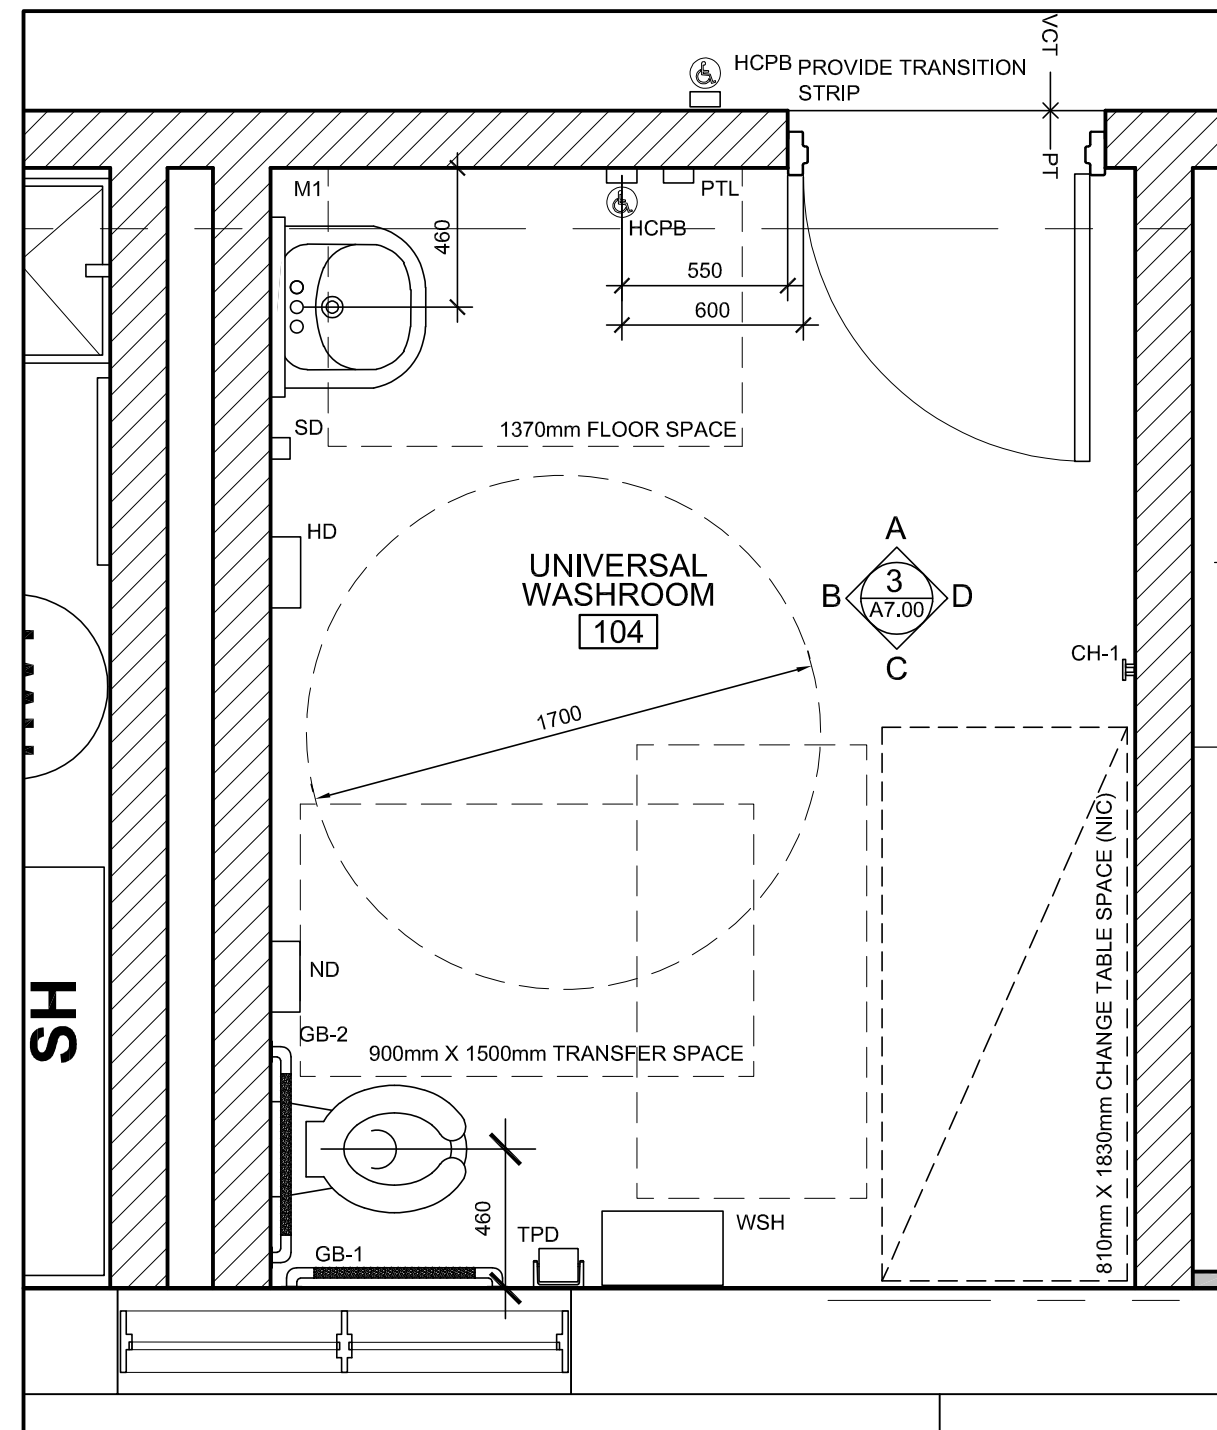 VCT
HCPB PROVIDE TRANSITION
STRIP
PT
M1
PTL
HCPB
460
550
600
SD
1370mm FLOOR SPACE
HD
UNIVERSAL
WASHROOM
104
A
B
3
A7.00
D
C
CH-1
1700
810mm X 1830mm CHANGE TABLE SPACE (NIC)
ND
SH
GB-2
900mm X 1500mm TRANSFER SPACE
460
TPD
WSH
GB-1